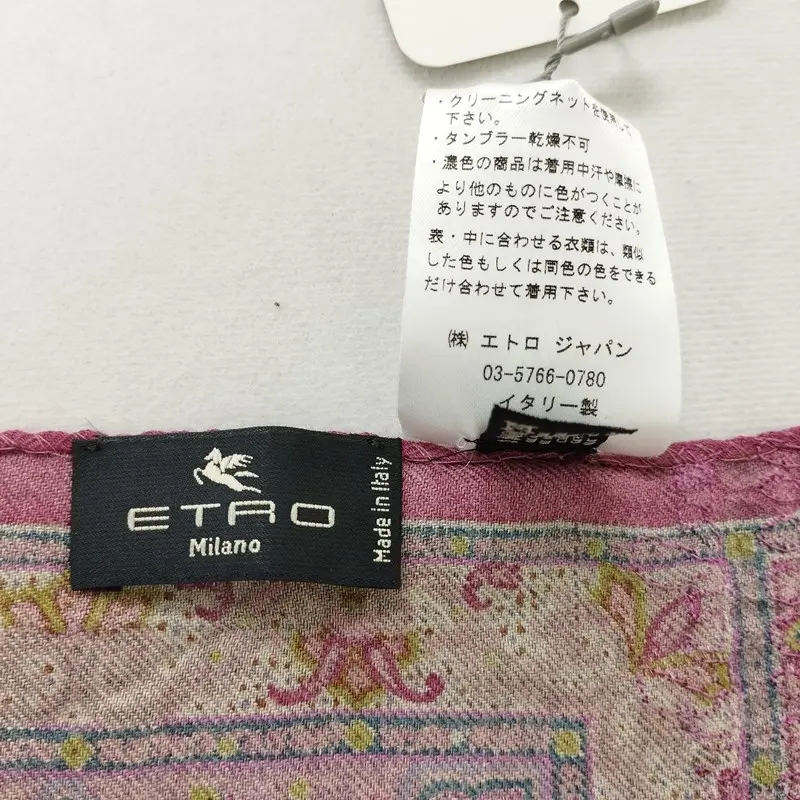 ・クリーニングネットを使用して
下さい。
・タンブラー乾燥不可
・濃色の商品は着用中汗や摩擦に
より他のものに色がつくことが
ありますのでご注意ください。
表・中に合わせる衣類は、類似
した色もしくは同色の色をできる
だけ合わせて着用下さい。
㈱ エトロ ジャパン
03-5766-0780
イタリー製
ETRO
Milano
Made in Italy